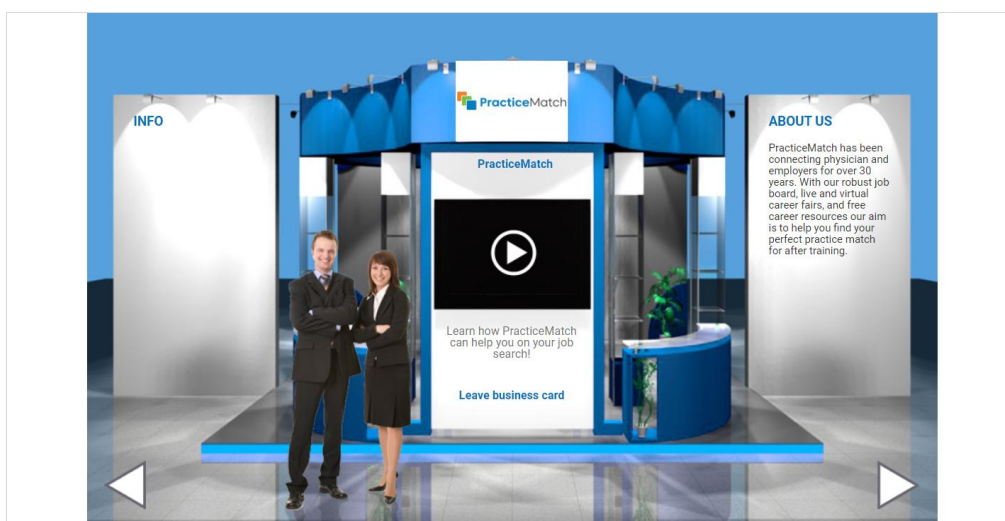 INFO
PracticeMatch
PracticeMatch
Learn how PracticeMatch
can help you on your job
search!
Leave business card
ABOUT US
PracticeMatch has been
connecting physician and
employers for over 30
years. With our robust job
board, live and virtual
career fairs, and free
career resources our aim
is to help you find your
perfect practice match
for after training.